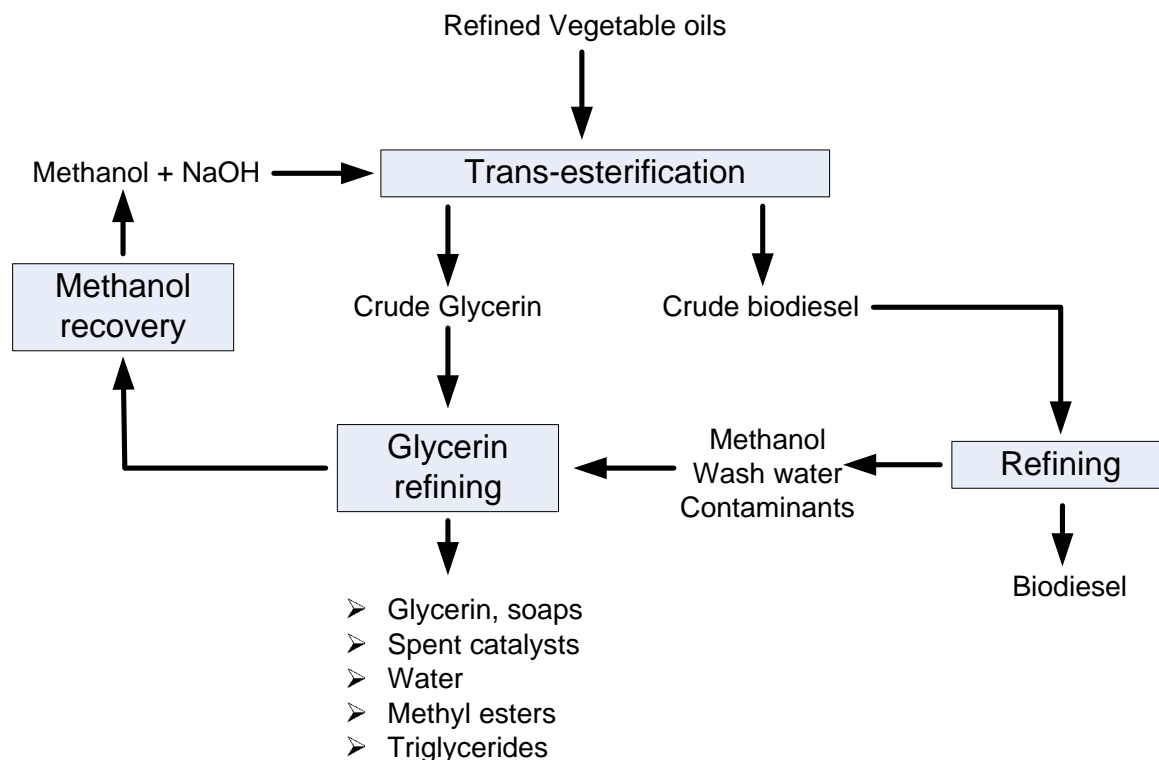 Refined Vegetable oils
Methanol + NaOH
Trans-esterification
Methanol
recovery
Crude Glycerin
Crude biodiesel
Glycerin
refining
Methanol
Wash water
Contaminants
Refining
Biodiesel
➢ Glycerin, soaps
➢ Spent catalysts
➢ Water
➢ Methyl esters
➢ Triglycerides